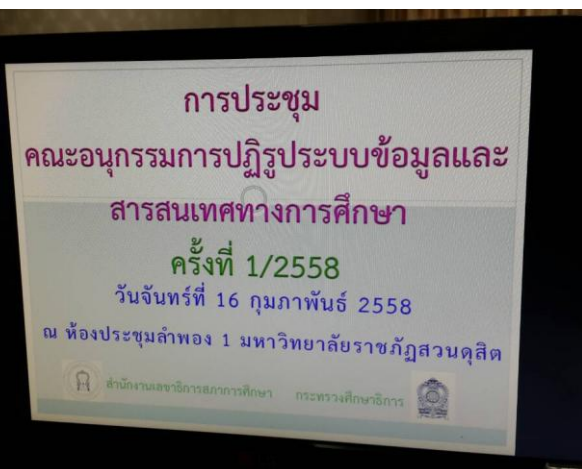 การประชุม
คณะอนุกรรมการปฏิรูประบบข้อมูลและ
สารสนเทศทางการศึกษา
ครั้งที่ 1/2558
วันจันทร์ที่ 16 กุมภาพันธ์ 2558
ณ ห้องประชุมลำพอง 1 มหาวิทยาลัยราชภัฏสวนดุสิต
สำนักงานเลขาธิการสภาการศึกษา กระทรวงศึกษาธิการ